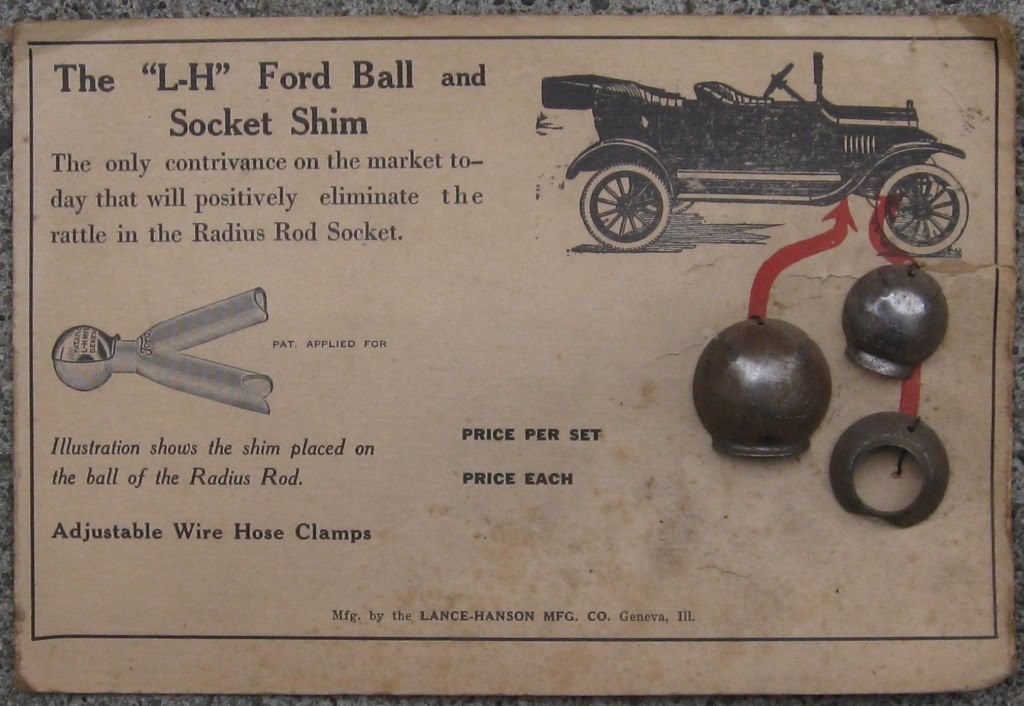 The "L-H" Ford Ball and
Socket Shim
The only contrivance on the market to–
day that will positively eliminate the
rattle in the Radius Rod Socket.
Ford
PAT. APPLIED FOR
Illustration shows the shim placed on
the ball of the Radius Rod.
PRICE PER SET
PRICE EACH
Adjustable Wire Hose Clamps
Mfg. by the LANCE-HANSON MFG. CO. Geneva, Ill.